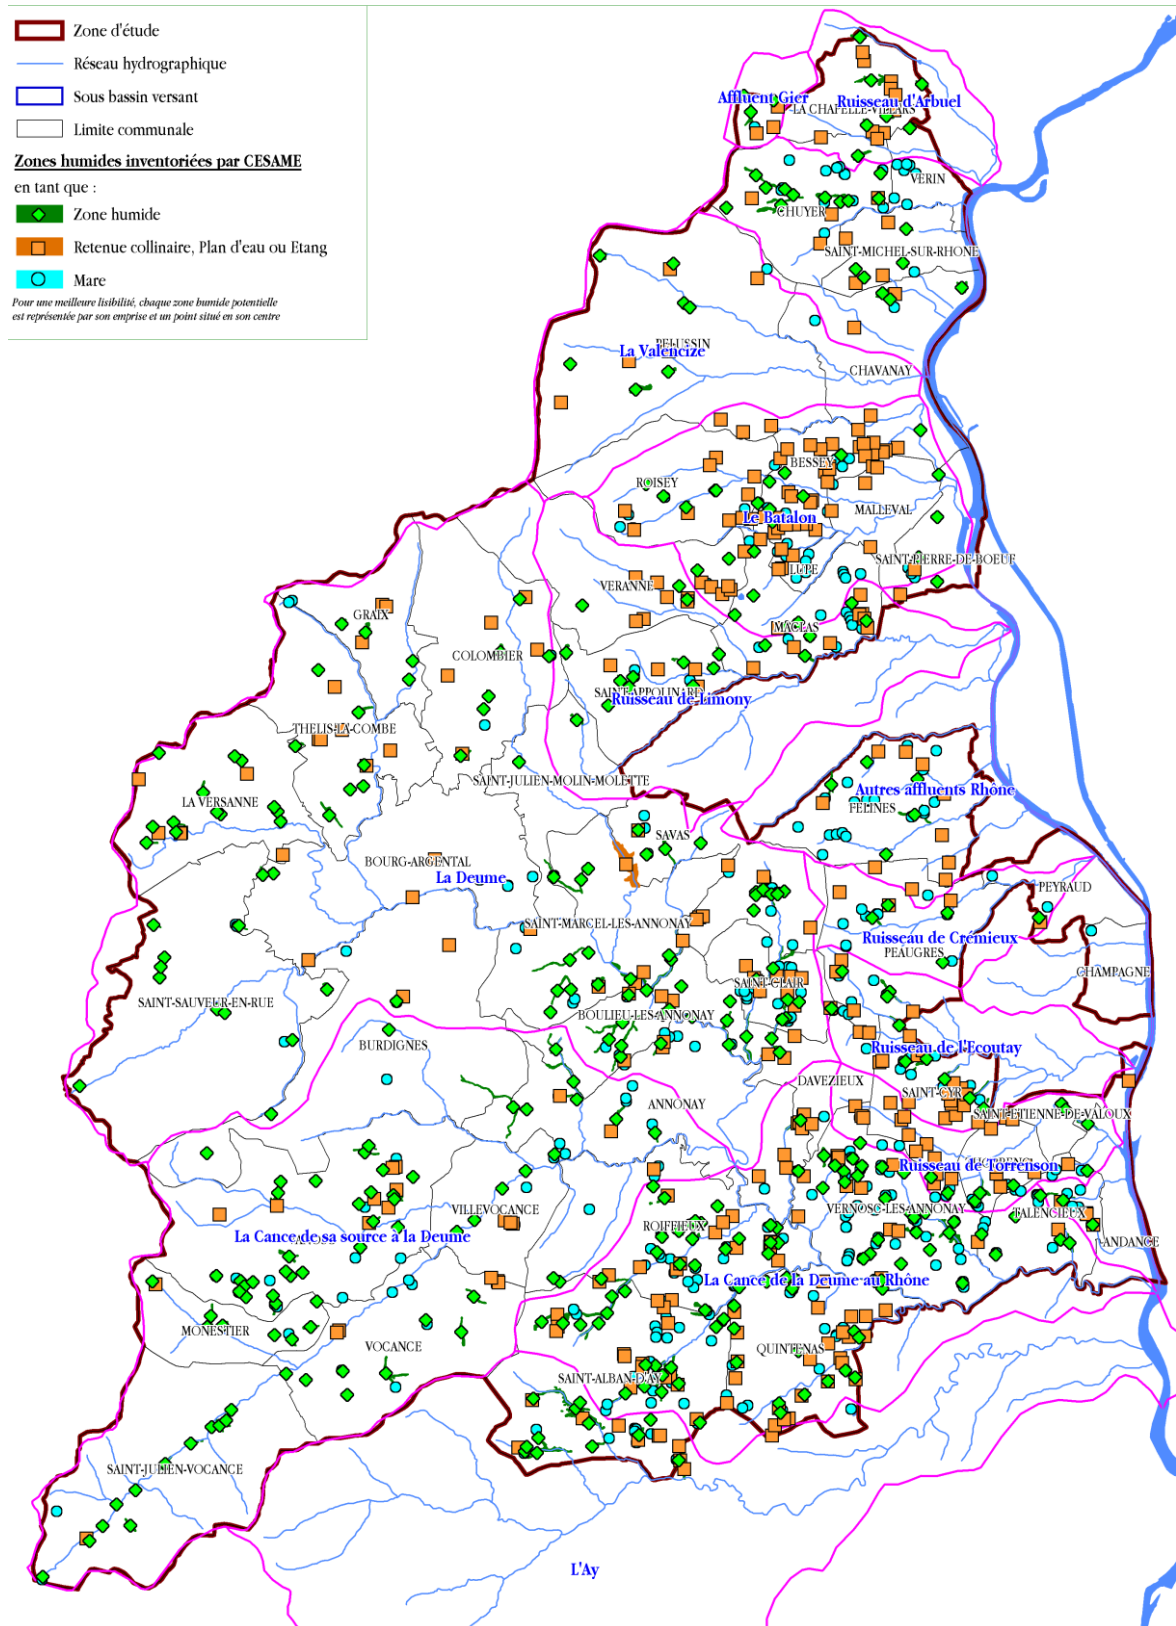 Zone d'étude
Réseau hydrographique
Sous bassin versant
Limite communale
Zones humides inventoriées par CESAME
en tant que :
Zone humide
Retenue collinaire, Plan d'eau ou Etang
Mare
Pour une meilleure lisibilité, chaque zone humide potentielle
est représentée par son emprise et un point situé en son centre
Affluent Gier
Ruisseau d'Arbuel
LA CHAPELLE-VILLARS
VERIN
CHUYER
SAINT-MICHEL-SUR-RHONE
PELUSSIN
La Valencize
CHAVANAY
BESSEY
ROISEY
MALLEVAL
Le Batalon
SAINT-PIERRE-DE-BOEUF
LUPE
VERANNE
GRAIX
MACLAS
COLOMBIER
SAINT-APPOLINARD
Ruisseau de Limony
THELIS-LA-COMBE
SAINT-JULIEN-MOLIN-MOLETTE
Autres affluents Rhône
LA VERSANNE
FELINES
SAVAS
BOURG-ARGENTAL
La Deume
PEYRAUD
SAINT-MARCEL-LES-ANNONAY
Ruisseau de Crémieux
PEAUGRES
CHAMPAGNE
SAINT-CLAIR
SAINT-SAUVEUR-EN-RUE
BOULIEU-LES-ANNONAY
BURDIGNES
Ruisseau de l'Ecoutay
DAVEZIEUX
SAINT-CYR
ANNONAY
SAINT-ETIENNE-DE-VALOUX
Ruisseau de Torrenson
VILLEVOCANCE
VERNOSC-LES-ANNONAY
TALENCIEUX
ROIFFIEUX
La Cance de sa source à la Deume
ANDANCE
La Cance de la Deume au Rhône
MONESTIER
VOCANCE
QUINTENAS
SAINT-ALBAN-D'AY
SAINT-JULIEN-VOCANCE
L'Ay